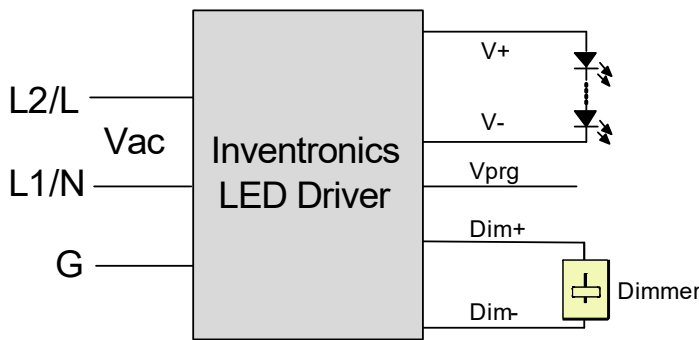 L2/L
Vac
L1/N
G
Inventronics
LED Driver
V+
V-
Vprg
Dim+
Dim-
Dimmer